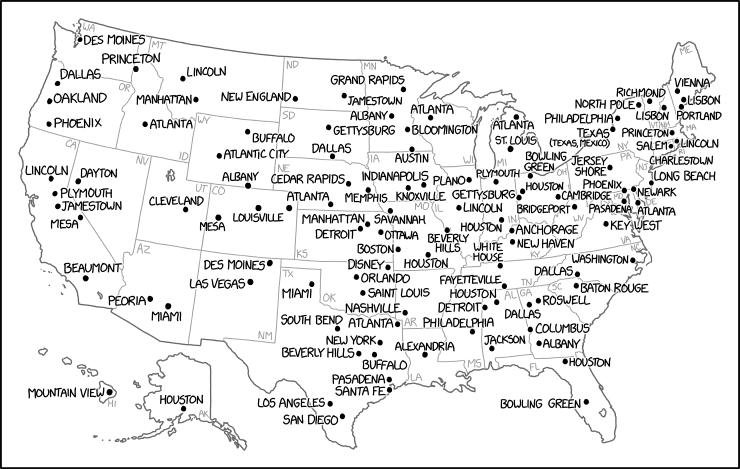 WA
DES MOINES
MT
PRINCETON
DALLAS
LINCOLN
OR
OAKLAND
MANHATTAN
PHOENIX
ATLANTA
ID
WY
ND
MN
GRAND RAPIDS
NEW ENGLAND
JAMESTOWN
SD
ALBANY
ATLANTA
GETTYSBURG
BLOOMINGTON
BUFFALO
DALLAS
AUSTIN
ATLANTIC CITY
CA
NV
UT
CO
NE
IA
WI
MI
ATLANTA
ST. LOUIS
LINCOLN
DAYTON
PLYMOUTH
JAMESTOWN
MESA
CLEVELAND
ALBANY
CEDAR RAPIDS
INDIANAPOLIS
PLANO
PLYMOUTH
BOWLING
GREEN
MESA
LOUISVILLE
ATLANTA
MEMPHIS
KNOXVILLE
MO
IL
GETTYSBURG
HOUSTON
LINCOLN
MANHATTAN
SAVANNAH
DETROIT
OTTAWA
BEVERLY
HILLS
HOUSTON
IN
OH
ME
VIENNA
RICHMOND
LISBON
NORTH POLE
LISBON
PORTLAND
PHILADELPHIA
VT
NH
TEXAS
(TEXAS, MEXICO)
PRINCETON
MA
SALEM
LINCOLN
RI
NY
CHARLESTOWN
PA
JERSEY
SHORE
LONG BEACH
PHOENIX
NEWARK
CAMBRIDGE
PASADENA
ATLANTA
BRIDGEPORT
WV
KEY WEST
VA
ANCHORAGE
NEW HAVEN
KY
NC
WASHINGTON
AZ
NM
KS
BOSTON
HOUSTON
WHITE
HOUSE
BEAUMONT
DES MOINES
TX
DISNEY
ORLANDO
FAYETTEVILLE
TN
DALLAS
BATON ROUGE
PEORIA
MIAMI
LAS VEGAS
MIAMI
OK
SAINT LOUIS
HOUSTON
AL
GA
SC
ROSWELL
NASHVILLE
DETROIT
DALLAS
SOUTH BEND
ATLANTA
AR
PHILADELPHIA
COLUMBUS
NEW YORK
ALEXANDRIA
JACKSON
ALBANY
BEVERLY HILLS
BUFFALO
LA
MS
FL
HOUSTON
PASADENA
SANTA FE
MOUNTAIN VIEW
HI
HOUSTON
AK
LOS ANGELES
SAN DIEGO
BOWLING GREEN